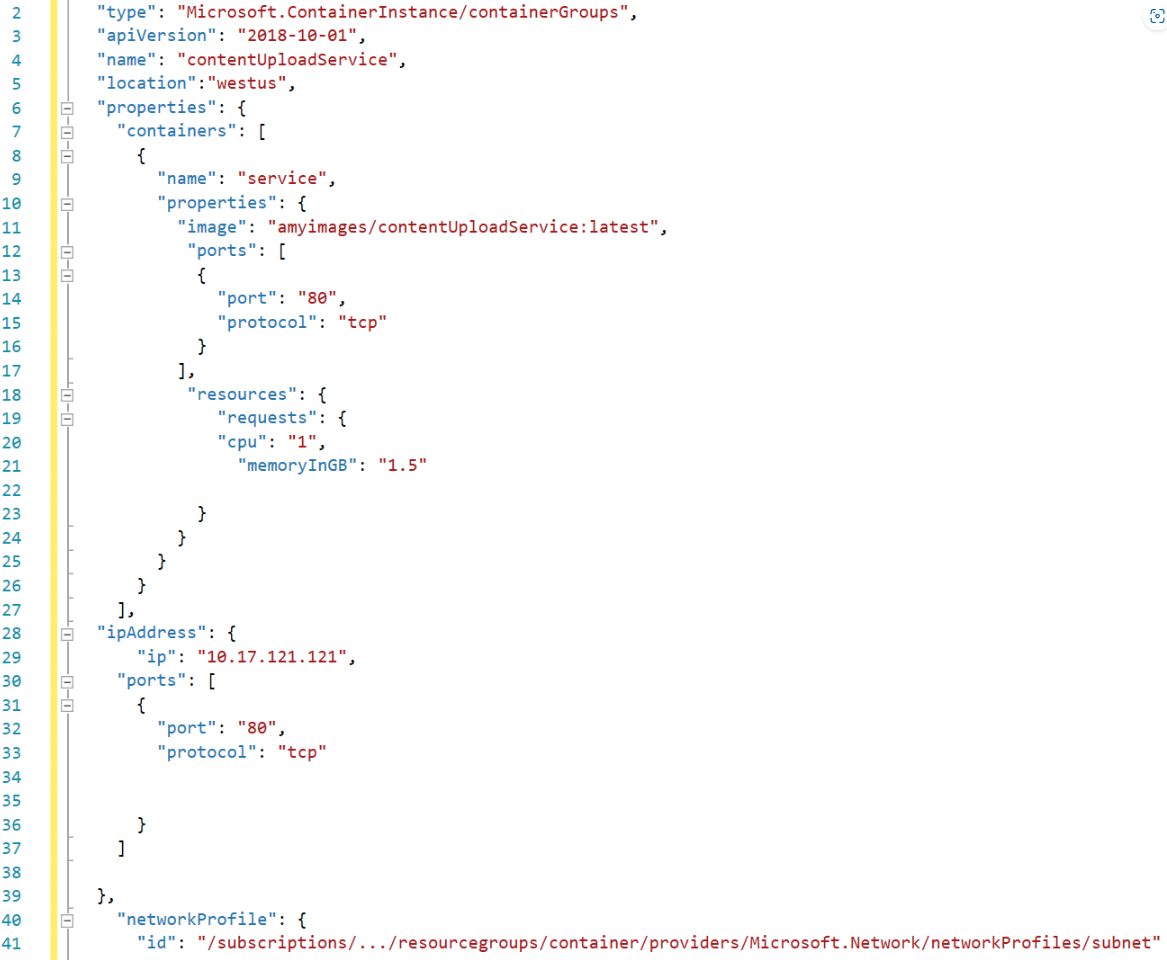 2 "type": "Microsoft.ContainerInstance/containerGroups",
3 "apiVersion": "2018-10-01",
4 "name": "contentUploadService",
5 "location":"westus",
6 "properties": {
7 "containers": [
8 {
9 "name": "service",
10 "properties": {
11 "image": "amyimages/contentUploadService:latest",
12 "ports": [
13 {
14 "port": "80",
15 "protocol": "tcp"
16 }
17 ],
18 "resources": {
19 "requests": {
20 "cpu": "1",
21 "memoryInGB": "1.5"
22
23 }
24 }
25 }
26 }
27 ],
28 "ipAddress": {
29 "ip": "10.17.121.121",
30 "ports": [
31 {
32 "port": "80",
33 "protocol": "tcp"
34
35
36 }
37 ]
38
39 },
40 "networkProfile": {
41 "id": "/subscriptions/.../resourcegroups/container/providers/Microsoft.Network/networkProfiles/subnet"